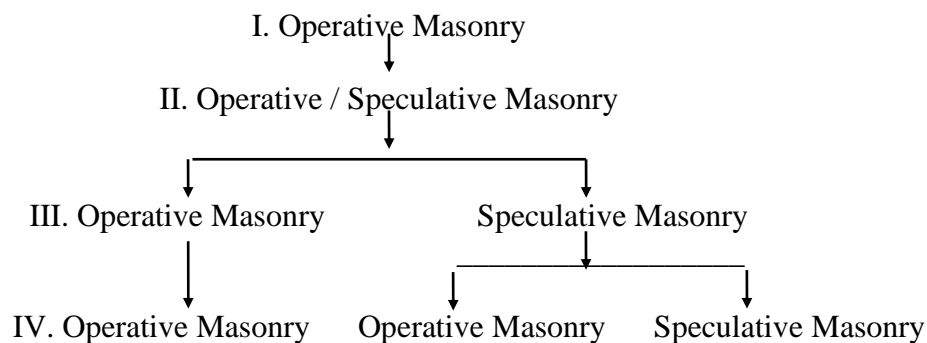 I. Operative Masonry
II. Operative / Speculative Masonry
III. Operative Masonry Speculative Masonry
IV. Operative Masonry Operative Masonry Speculative Masonry